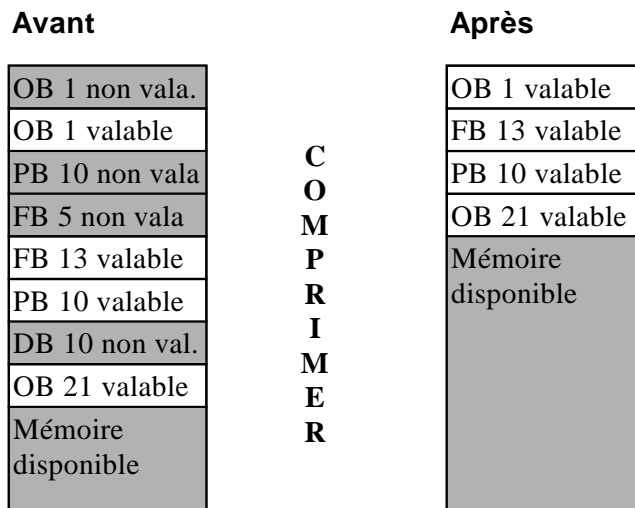 Avant
OB 1 non vala.
OB 1 valable
PB 10 non vala
FB 5 non vala
FB 13 valable
PB 10 valable
DB 10 non val.
OB 21 valable
Mémoire
disponible
C
O
M
P
R
I
M
E
R
Après
OB 1 valable
FB 13 valable
PB 10 valable
OB 21 valable
Mémoire
disponible